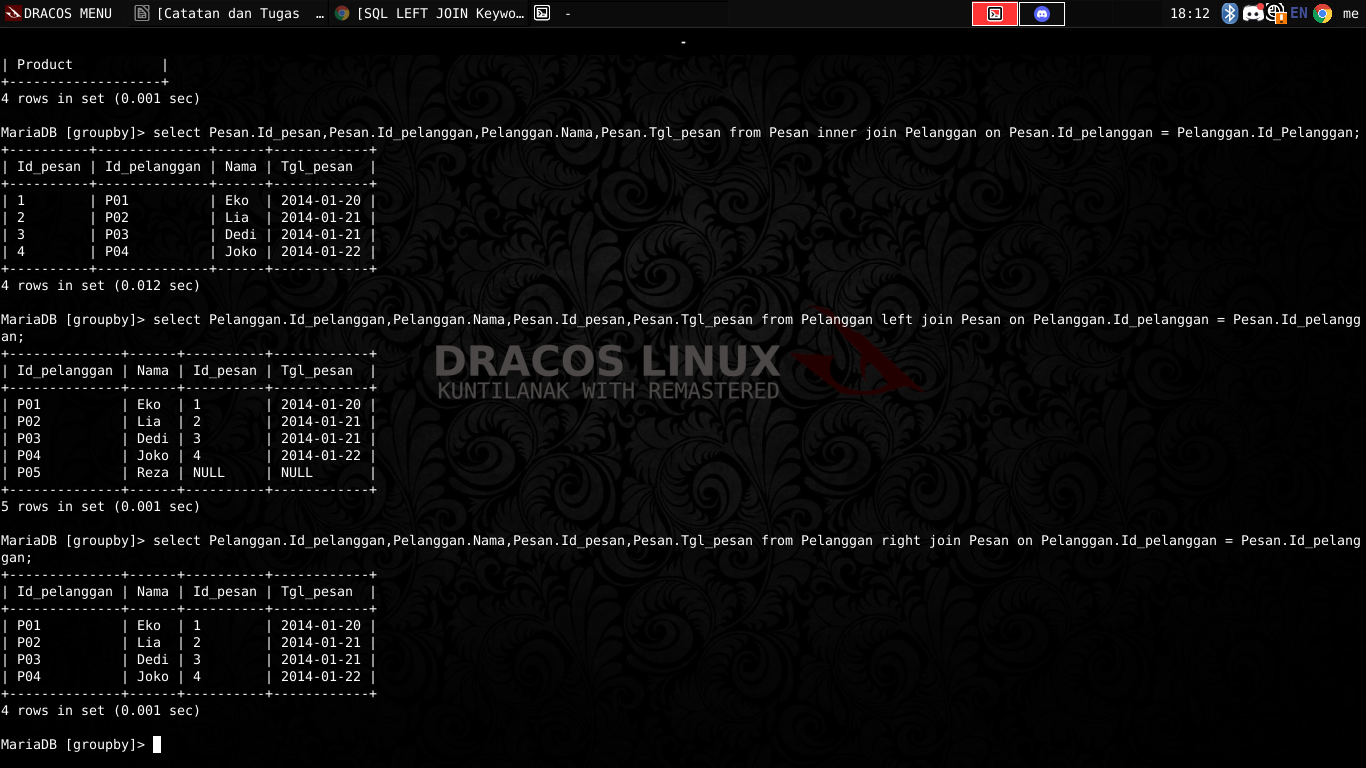 DRACOS MENU [Catatan dan Tugas … [SQL LEFT JOIN Keywo… - 18:12 EN me
-
| Product           |
+-------------------+
4 rows in set (0.001 sec)
MariaDB [groupby]> select Pesan.Id_pesan,Pesan.Id_pelanggan,Pelanggan.Nama,Pesan.Tgl_pesan from Pesan inner join Pelanggan on Pesan.Id_pelanggan = Pelanggan.Id_Pelanggan;
+----------+--------------+------+------------+
| Id_pesan | Id_pelanggan | Nama | Tgl_pesan  |
+----------+--------------+------+------------+
| 1        | P01          | Eko  | 2014-01-20 |
| 2        | P02          | Lia  | 2014-01-21 |
| 3        | P03          | Dedi | 2014-01-21 |
| 4        | P04          | Joko | 2014-01-22 |
+----------+--------------+------+------------+
4 rows in set (0.012 sec)
MariaDB [groupby]> select Pelanggan.Id_pelanggan,Pelanggan.Nama,Pesan.Id_pesan,Pesan.Tgl_pesan from Pelanggan left join Pesan on Pelanggan.Id_pelanggan = Pesan.Id_pelangg
an;
+--------------+------+----------+------------+
| Id_pelanggan | Nama | Id_pesan | Tgl_pesan  |
+--------------+------+----------+------------+
| P01          | Eko  | 1        | 2014-01-20 |
| P02          | Lia  | 2        | 2014-01-21 |
| P03          | Dedi | 3        | 2014-01-21 |
| P04          | Joko | 4        | 2014-01-22 |
| P05          | Reza | NULL     | NULL       |
+--------------+------+----------+------------+
5 rows in set (0.001 sec)
DRACOS LINUX
KUNTILANAK WITH REMASTERED
MariaDB [groupby]> select Pelanggan.Id_pelanggan,Pelanggan.Nama,Pesan.Id_pesan,Pesan.Tgl_pesan from Pelanggan right join Pesan on Pelanggan.Id_pelanggan = Pesan.Id_pelang
gan;
+--------------+------+----------+------------+
| Id_pelanggan | Nama | Id_pesan | Tgl_pesan  |
+--------------+------+----------+------------+
| P01          | Eko  | 1        | 2014-01-20 |
| P02          | Lia  | 2        | 2014-01-21 |
| P03          | Dedi | 3        | 2014-01-21 |
| P04          | Joko | 4        | 2014-01-22 |
+--------------+------+----------+------------+
4 rows in set (0.001 sec)
MariaDB [groupby]>